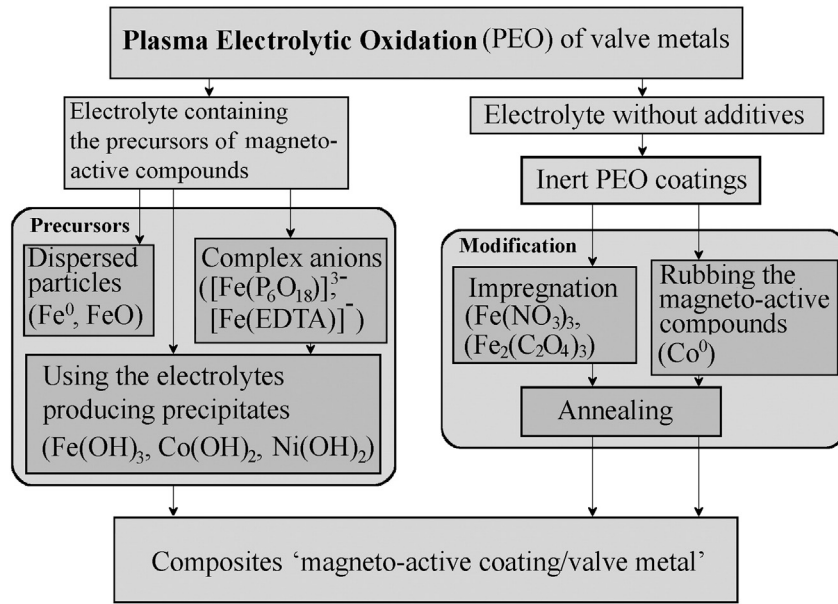 Plasma Electrolytic Oxidation (PEO) of valve metals
Electrolyte containing
the precursors of magneto-
active compounds
Electrolyte without additives
Inert PEO coatings
Precursors
Dispersed
particles
(Fe⁰, FeO)
Complex anions
([Fe(P₆O₁₈)]³⁻,
[Fe(EDTA)]⁻)
Using the electrolytes
producing precipitates
(Fe(OH)₃, Co(OH)₂, Ni(OH)₂)
Modification
Impregnation
(Fe(NO₃)₃,
(Fe₂(C₂O₄)₃)
Rubbing the
magneto-active
compounds
(Co⁰)
Annealing
Composites ‘magneto-active coating/valve metal’